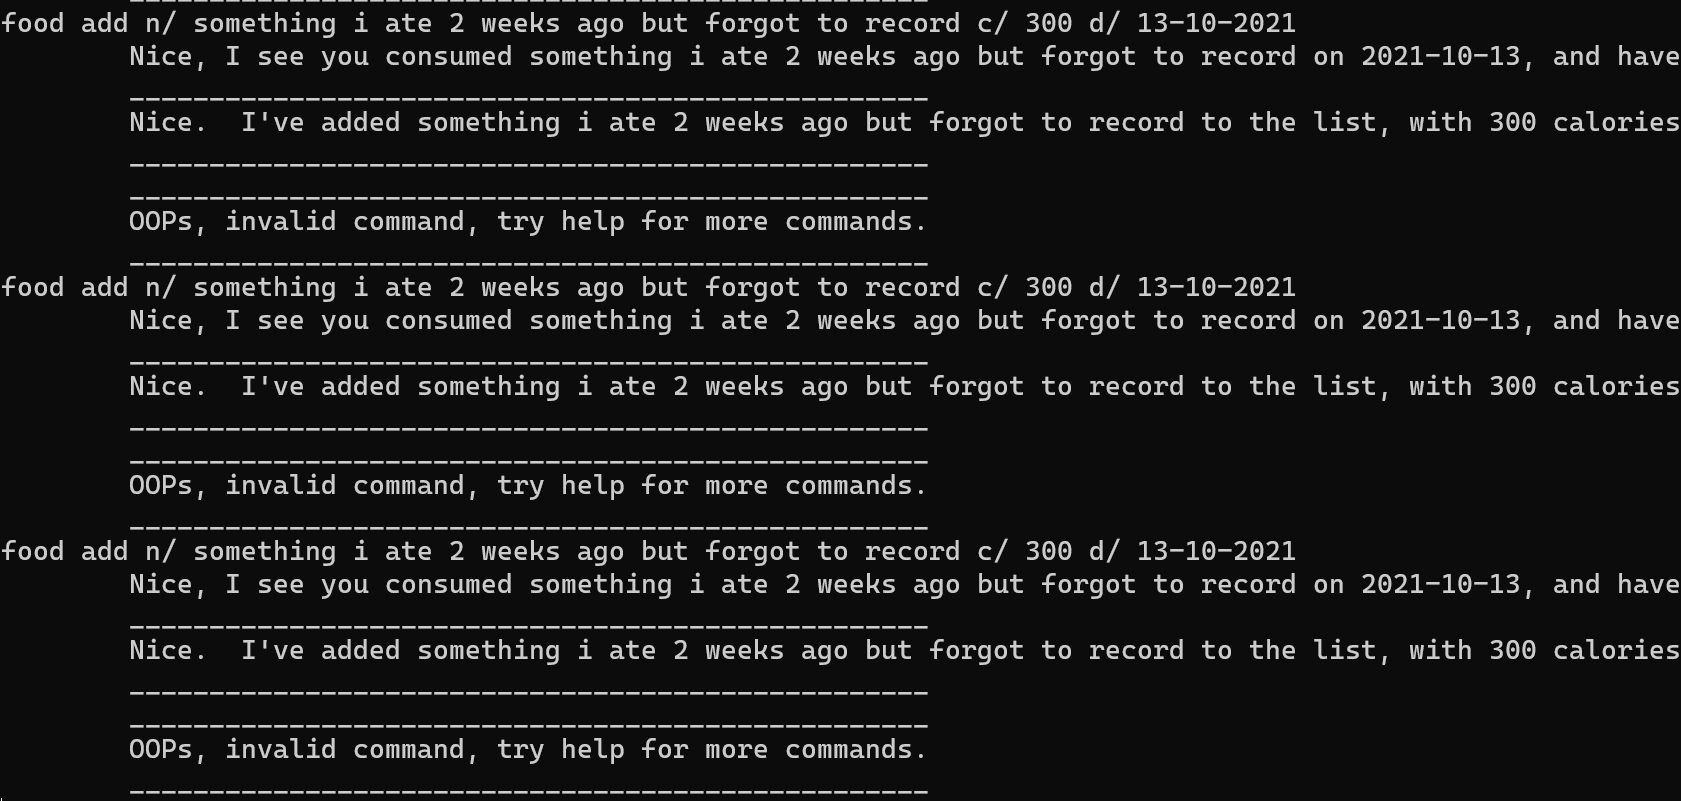 food add n/ something i ate 2 weeks ago but forgot to record c/ 300 d/ 13-10-2021
Nice, I see you consumed something i ate 2 weeks ago but forgot to record on 2021-10-13, and have
__________________________________________________
Nice.  I've added something i ate 2 weeks ago but forgot to record to the list, with 300 calories
__________________________________________________
__________________________________________________
OOPs, invalid command, try help for more commands.
__________________________________________________
food add n/ something i ate 2 weeks ago but forgot to record c/ 300 d/ 13-10-2021
Nice, I see you consumed something i ate 2 weeks ago but forgot to record on 2021-10-13, and have
__________________________________________________
Nice.  I've added something i ate 2 weeks ago but forgot to record to the list, with 300 calories
__________________________________________________
__________________________________________________
OOPs, invalid command, try help for more commands.
__________________________________________________
food add n/ something i ate 2 weeks ago but forgot to record c/ 300 d/ 13-10-2021
Nice, I see you consumed something i ate 2 weeks ago but forgot to record on 2021-10-13, and have
__________________________________________________
Nice.  I've added something i ate 2 weeks ago but forgot to record to the list, with 300 calories
__________________________________________________
__________________________________________________
OOPs, invalid command, try help for more commands.
__________________________________________________